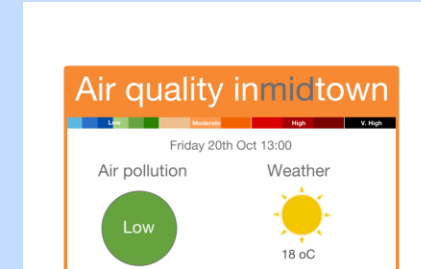 Air quality inmidtown
Low Moderate High V. High
Friday 20th Oct 13:00
Air pollution Weather
Low
18 oC